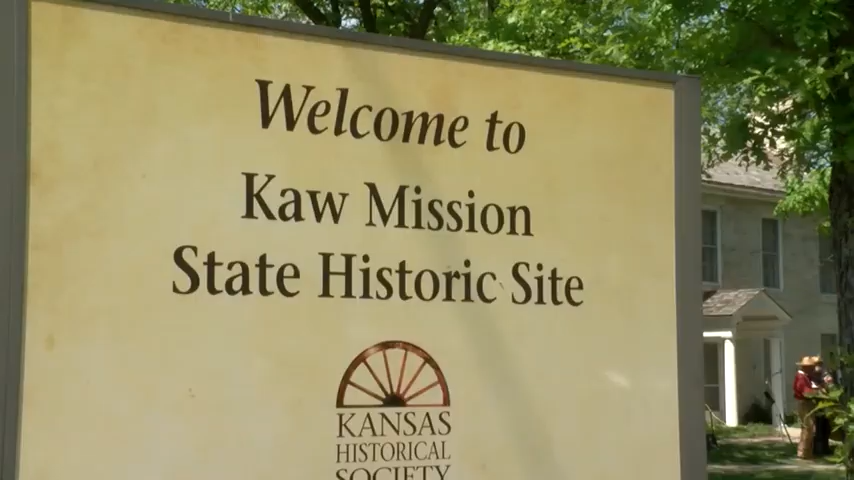 Welcome to
Kaw Mission
State Historic Site
KANSAS
HISTORICAL
SOCIETY